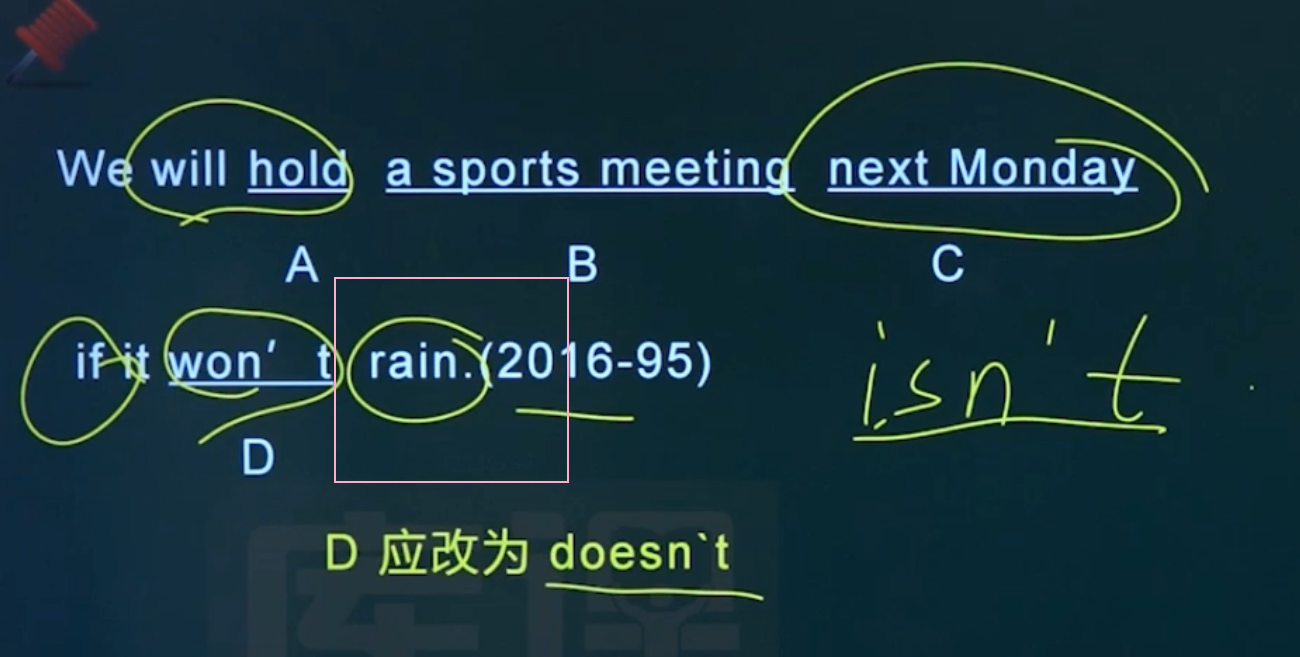 We will hold a sports meeting next Monday
A B C
if it won't rain.(2016-95) isn't
D
D 应改为 doesn`t